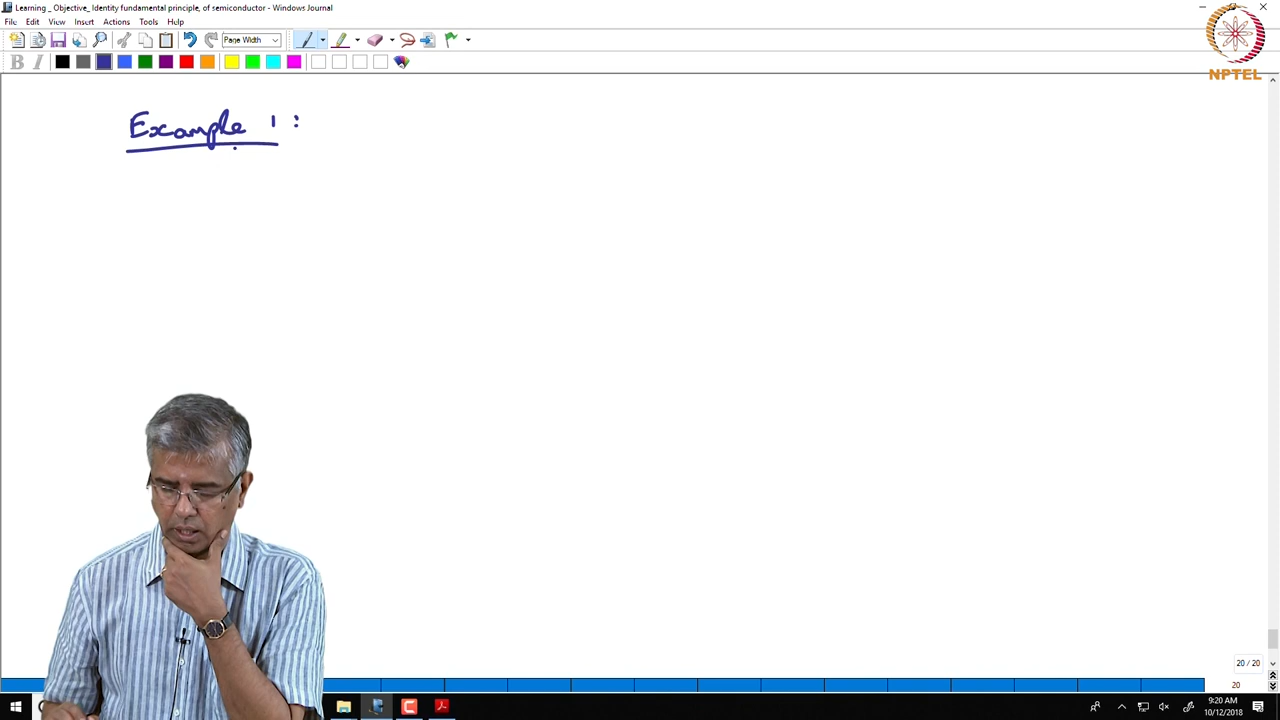 Learning _ Objective_ Identity fundamental principle, of semiconductor - Windows Journal
File Edit View Insert Actions Tools Help
Page Width
B I
NPTEL
Example 1 :
20 / 20
20
9:20 AM
10/12/2018